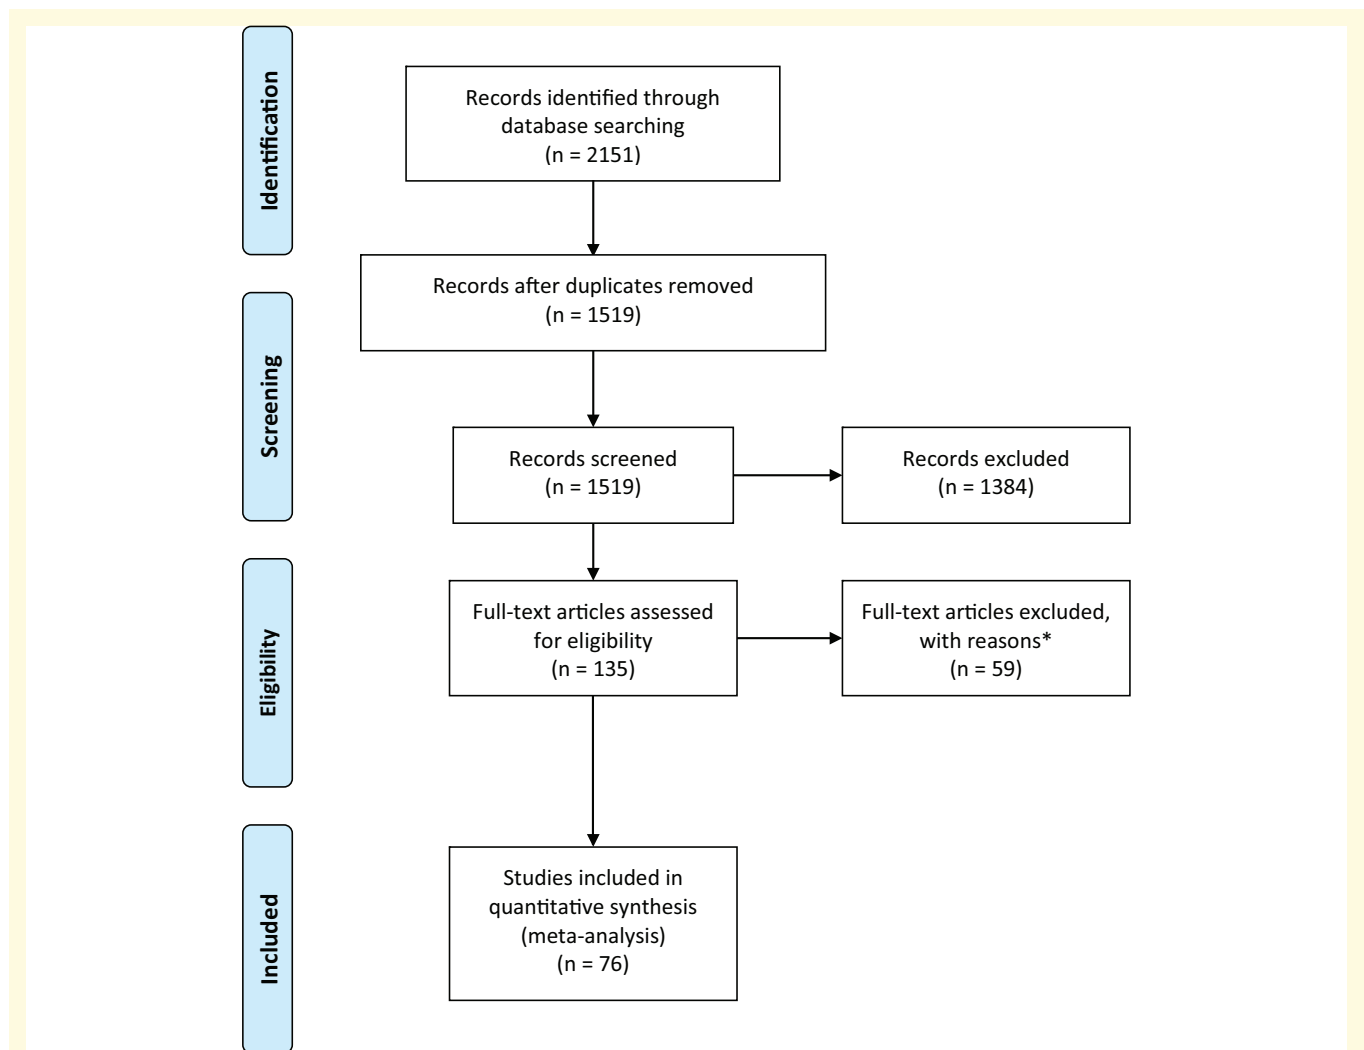 Identification
Records identified through
database searching
(n = 2151)
Records after duplicates removed
(n = 1519)
Screening
Records screened
(n = 1519)
Records excluded
(n = 1384)
Eligibility
Full-text articles assessed
for eligibility
(n = 135)
Full-text articles excluded,
with reasons*
(n = 59)
Included
Studies included in
quantitative synthesis
(meta-analysis)
(n = 76)